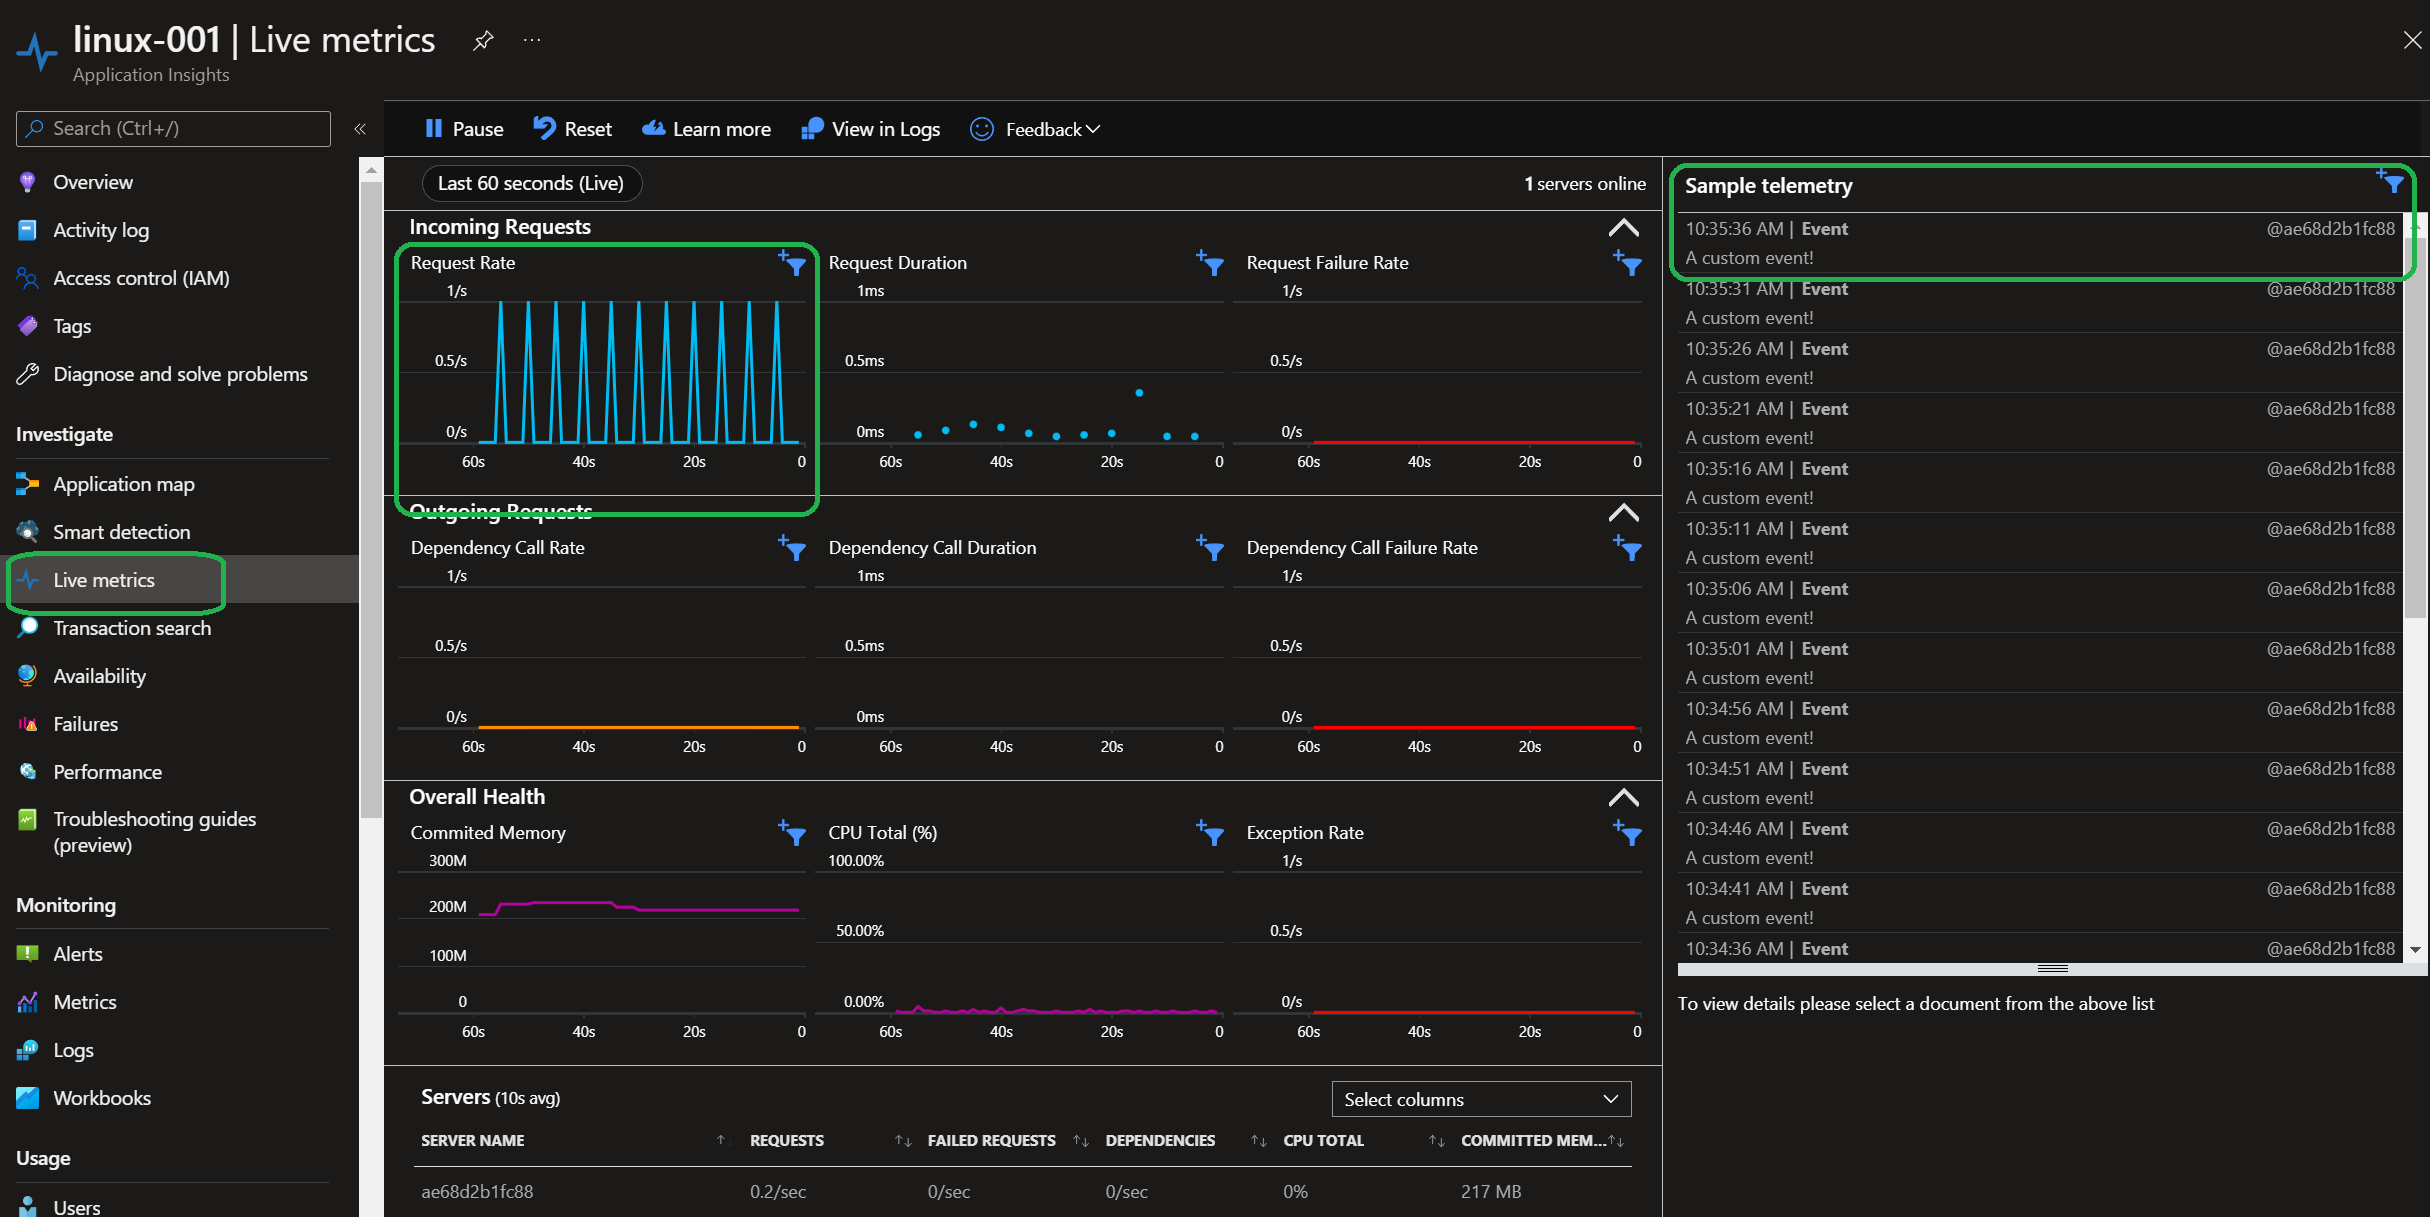 linux-001 | Live metrics
Application Insights
Search (Ctrl+/)
Overview
Activity log
Access control (IAM)
Tags
Diagnose and solve problems
Investigate
Application map
Smart detection
Live metrics
Transaction search
Availability
Failures
Performance
Troubleshooting guides
(preview)
Monitoring
Alerts
Metrics
Logs
Workbooks
Usage
Users
Pause Reset Learn more View in Logs Feedback
Last 60 seconds (Live) 1 servers online
Incoming Requests
Request Rate
1/s
0.5/s
0/s
60s 40s 20s 0
Request Duration
1ms
0.5ms
0ms
60s 40s 20s 0
Request Failure Rate
1/s
0.5/s
0/s
60s 40s 20s 0
Outgoing Requests
Dependency Call Rate
1/s
0.5/s
0/s
60s 40s 20s 0
Dependency Call Duration
1ms
0.5ms
0ms
60s 40s 20s 0
Dependency Call Failure Rate
1/s
0.5/s
0/s
60s 40s 20s 0
Overall Health
Commited Memory
300M
200M
100M
0
60s 40s 20s 0
CPU Total (%)
100.00%
50.00%
0.00%
60s 40s 20s 0
Exception Rate
1/s
0.5/s
0/s
60s 40s 20s 0
Servers (10s avg) Select columns
SERVER NAME REQUESTS FAILED REQUESTS DEPENDENCIES CPU TOTAL COMMITTED MEM...
ae68d2b1fc88 0.2/sec 0/sec 0/sec 0% 217 MB
Sample telemetry
10:35:36 AM | Event @ae68d2b1fc88
A custom event!
10:35:31 AM | Event @ae68d2b1fc88
A custom event!
10:35:26 AM | Event @ae68d2b1fc88
A custom event!
10:35:21 AM | Event @ae68d2b1fc88
A custom event!
10:35:16 AM | Event @ae68d2b1fc88
A custom event!
10:35:11 AM | Event @ae68d2b1fc88
A custom event!
10:35:06 AM | Event @ae68d2b1fc88
A custom event!
10:35:01 AM | Event @ae68d2b1fc88
A custom event!
10:34:56 AM | Event @ae68d2b1fc88
A custom event!
10:34:51 AM | Event @ae68d2b1fc88
A custom event!
10:34:46 AM | Event @ae68d2b1fc88
A custom event!
10:34:41 AM | Event @ae68d2b1fc88
A custom event!
10:34:36 AM | Event @ae68d2b1fc88
To view details please select a document from the above list